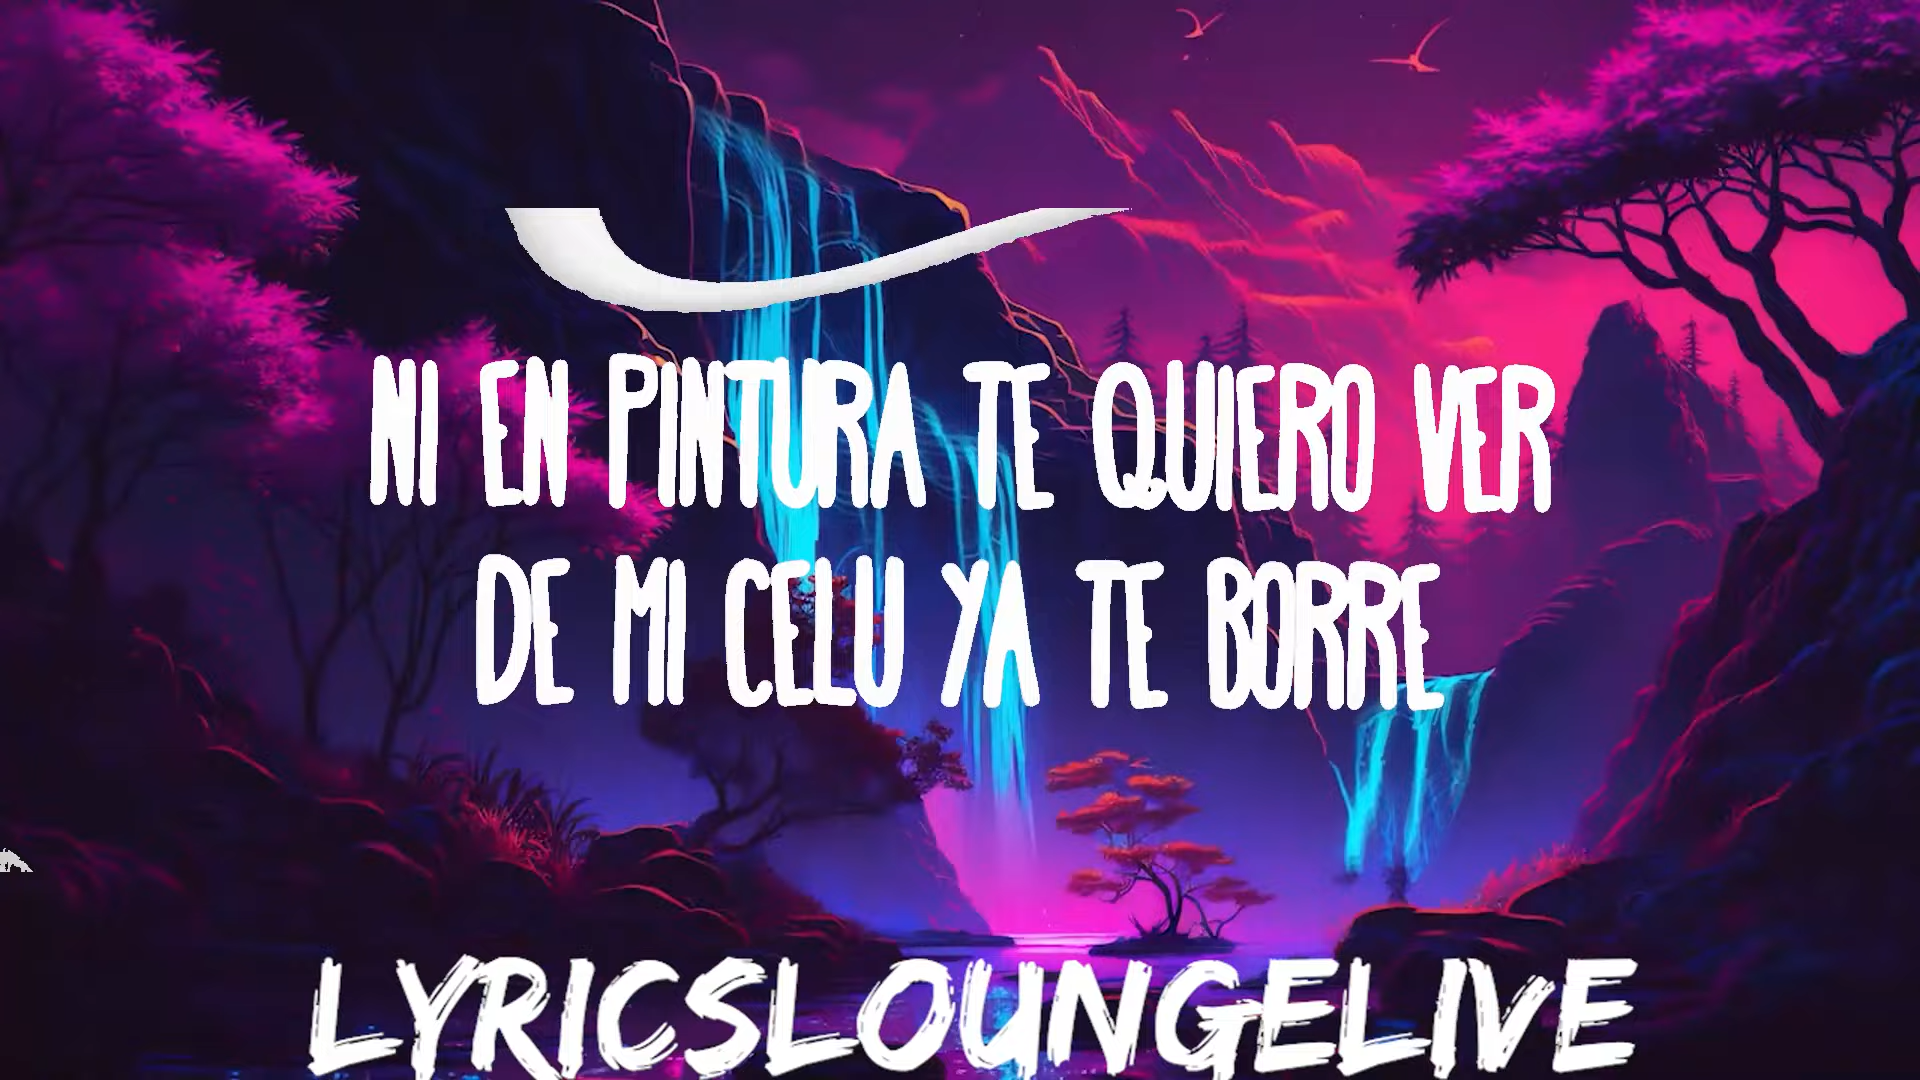 NI EN PINTURA TE QUIERO VER
DE MI CELU YA TE BORRE
LYRICSLOUNGELIVE